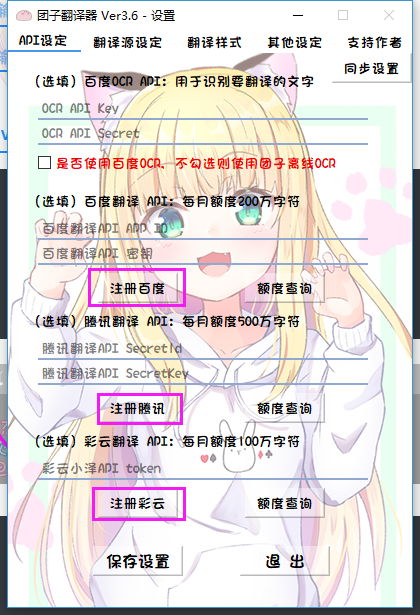 团子翻译器 Ver3.6 - 设置
API设定 翻译源设定 翻译样式 其他设定 支持作者
同步设置
(选填) 百度OCR API: 用于识别要翻译的文字
OCR API Key
OCR API Secret
是否使用百度OCR, 不勾选则使用团子离线OCR
(选填) 百度翻译 API: 每月额度200万字符
百度翻译API APP ID
百度翻译API 密钥
注册百度 额度查询
(选填) 腾讯翻译 API: 每月额度500万字符
腾讯翻译API SecretId
腾讯翻译API SecretKey
注册腾讯 额度查询
(选填) 彩云翻译 API: 每月额度100万字符
彩云小泽API token
注册彩云 额度查询
保存设置 退 出